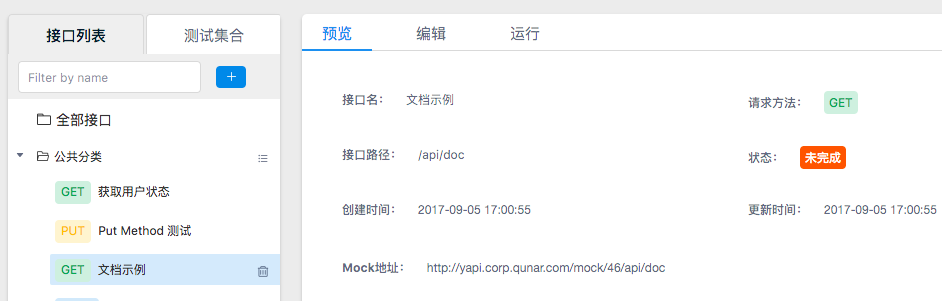 接口列表
测试集合
Filter by name
+
全部接口
公共分类
GET 获取用户状态
PUT Put Method 测试
GET 文档示例
预览 编辑 运行
接口名： 文档示例
请求方法： GET
接口路径： /api/doc
状态： 未完成
创建时间： 2017-09-05 17:00:55
更新时间： 2017-09-05 17:00:55
Mock地址： http://yapi.corp.qunar.com/mock/46/api/doc